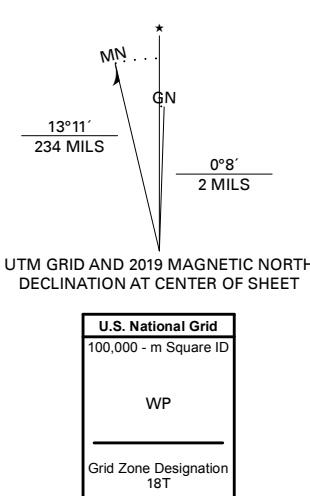 ★
MN
GN
13°11´
234 MILS
0°8´
2 MILS
UTM GRID AND 2019 MAGNETIC NORTH
DECLINATION AT CENTER OF SHEET
U.S. National Grid
100,000 - m Square ID
WP
Grid Zone Designation
18T